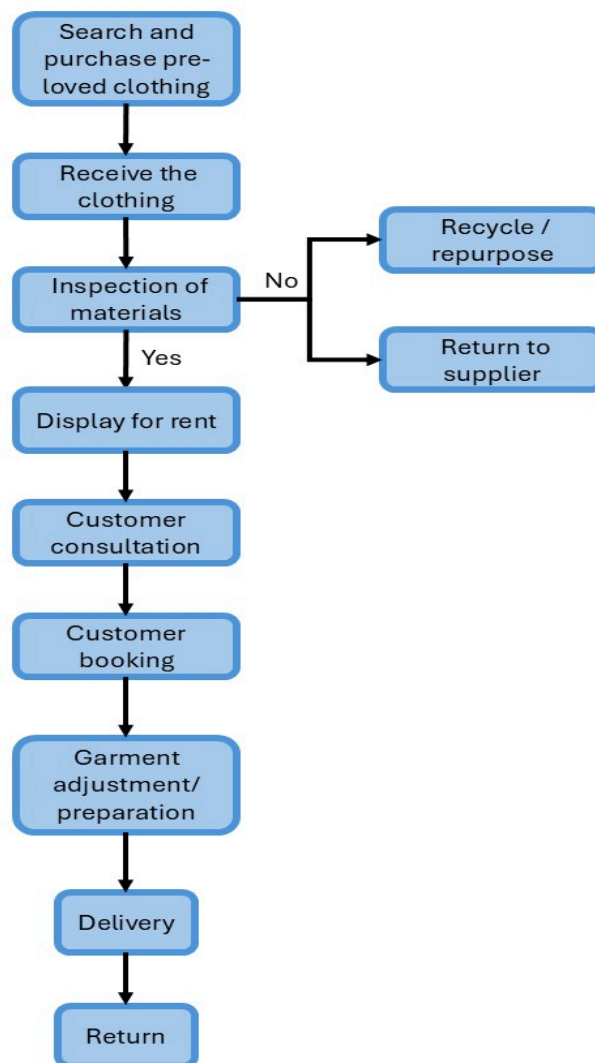 Search and
purchase pre-
loved clothing
Receive the
clothing
Inspection of
materials
No
Recycle /
repurpose
Return to
supplier
Yes
Display for rent
Customer
consultation
Customer
booking
Garment
adjustment/
preparation
Delivery
Return